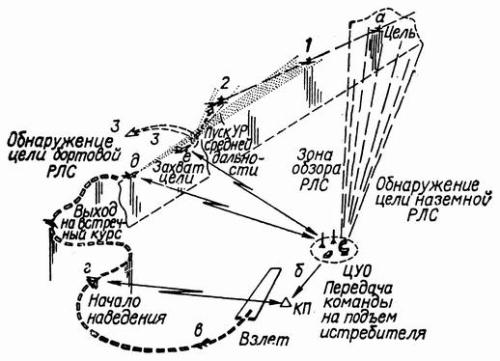 а
Цель
1
2
3
3
Пуск УР
средней
дально-
сти
е
Захват
цели
Обнаружение
цели бортовой
РЛС
д
Зона
обзора
РЛС
Обнаружение
цели наземной
РЛС
Выход
на встреч-
ный курс
г
Начало
наведения
б
КП
ЦУО
Передача
команды
на подъем
истребителя
в
Взлет